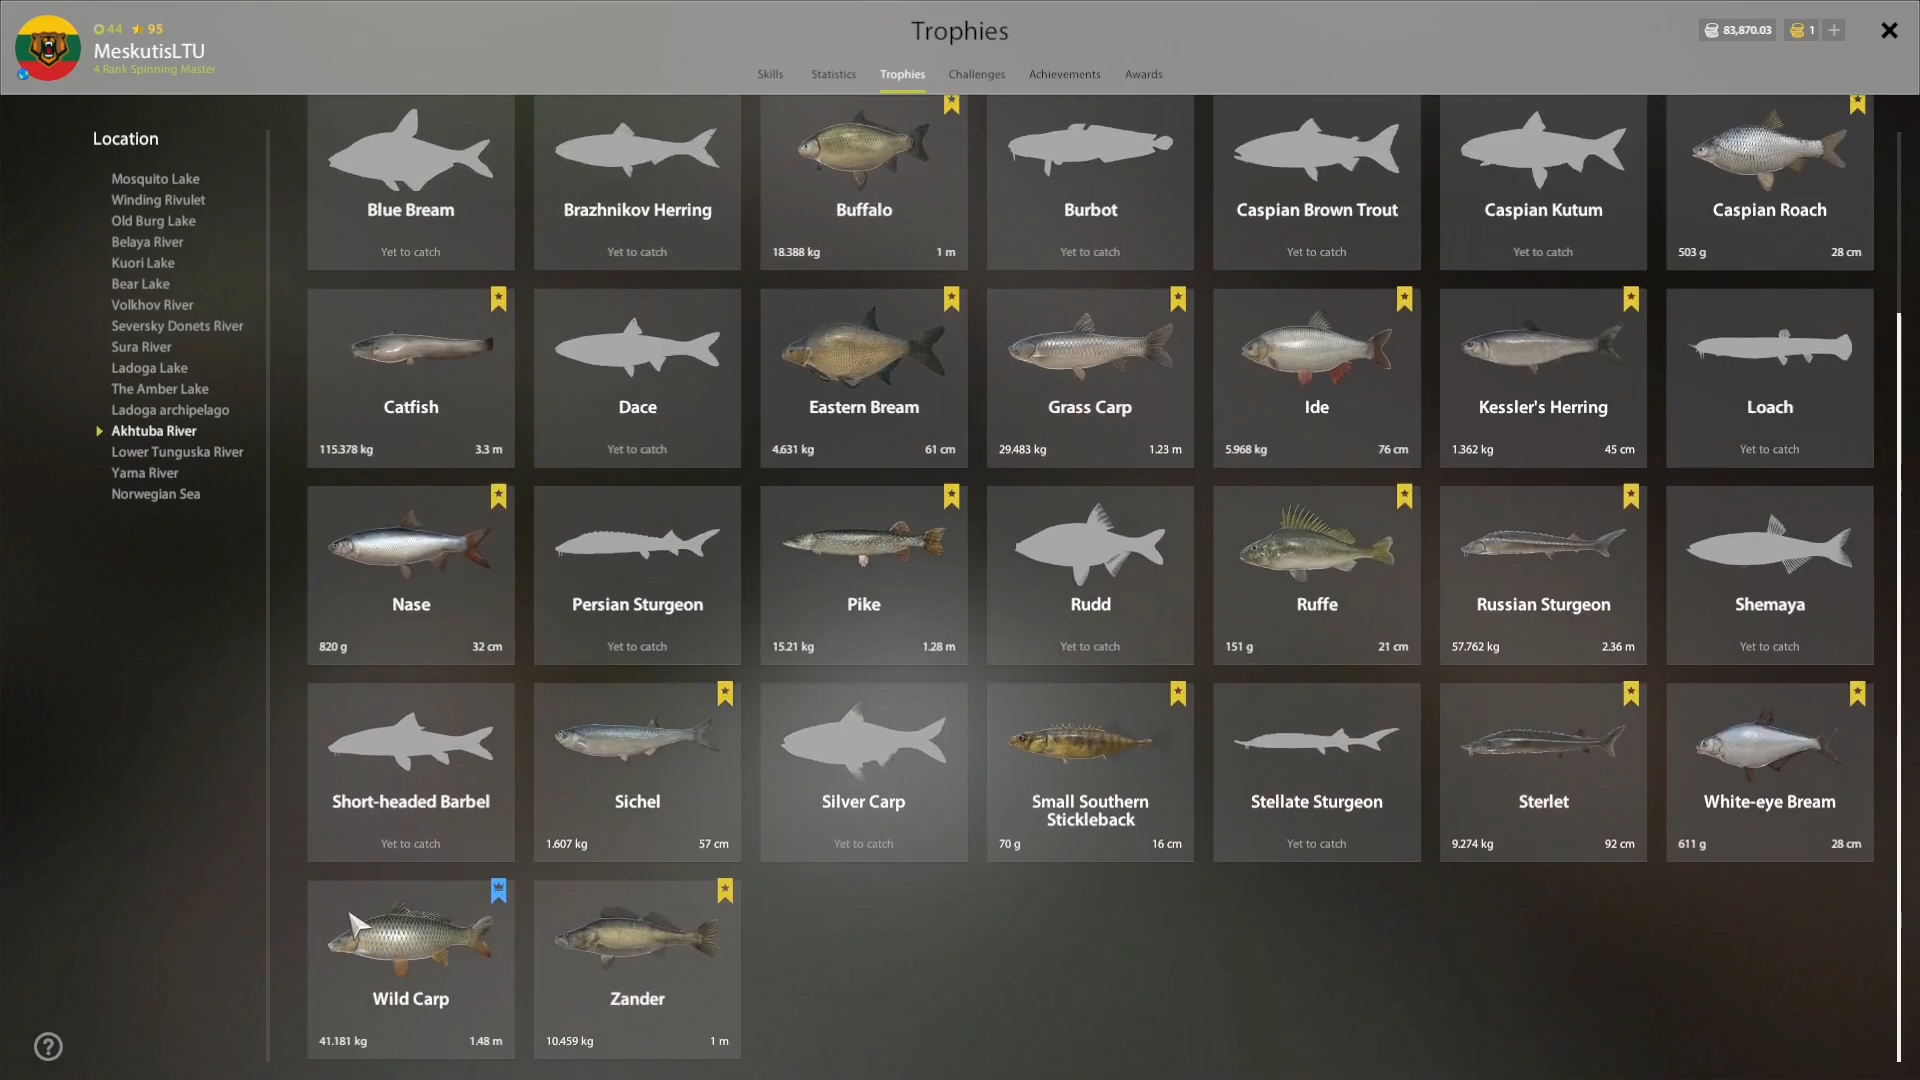 44 95
MeskutisLTU
4 Rank Spinning Master
Trophies
83,870.03 1 +
Skills Statistics Trophies Challenges Achievements Awards
Location
Mosquito Lake
Winding Rivulet
Old Burg Lake
Belaya River
Kuori Lake
Bear Lake
Volkhov River
Seversky Donets River
Sura River
Ladoga Lake
The Amber Lake
Ladoga archipelago
Akhtuba River
Lower Tunguska River
Yama River
Norwegian Sea
Blue Bream
Yet to catch
Brazhnikov Herring
Yet to catch
Buffalo
18.388 kg 1 m
Burbot
Yet to catch
Caspian Brown Trout
Yet to catch
Caspian Kutum
Yet to catch
Caspian Roach
503 g 28 cm
Catfish
115.378 kg 3.3 m
Dace
Yet to catch
Eastern Bream
4.631 kg 61 cm
Grass Carp
29.483 kg 1.23 m
Ide
5.968 kg 76 cm
Kessler's Herring
1.362 kg 45 cm
Loach
Yet to catch
Nase
820 g 32 cm
Persian Sturgeon
Yet to catch
Pike
15.21 kg 1.28 m
Rudd
Yet to catch
Ruffe
151 g 21 cm
Russian Sturgeon
57.762 kg 2.36 m
Shemaya
Yet to catch
Short-headed Barbel
Yet to catch
Sichel
1.607 kg 57 cm
Silver Carp
Yet to catch
Small Southern
Stickleback
70 g 16 cm
Stellate Sturgeon
Yet to catch
Sterlet
9.274 kg 92 cm
White-eye Bream
611 g 28 cm
Wild Carp
41.181 kg 1.48 m
Zander
10.459 kg 1 m
?